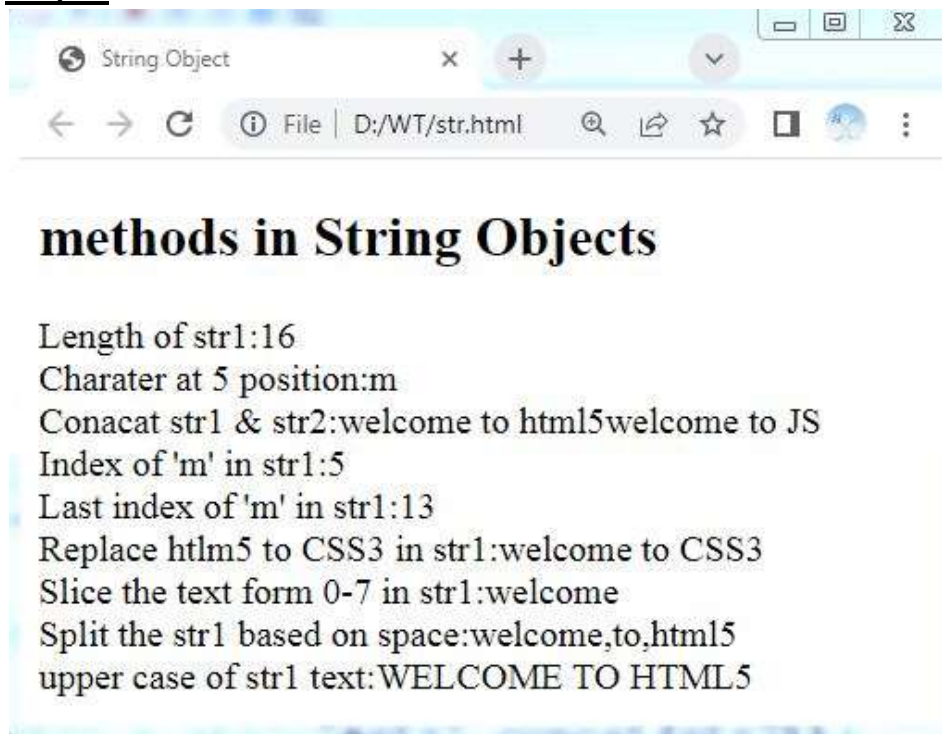 String Object
File D:/WT/str.html
methods in String Objects
Length of str1:16
Charater at 5 position:m
Conacat str1 & str2:welcome to html5welcome to JS
Index of 'm' in str1:5
Last index of 'm' in str1:13
Replace htlm5 to CSS3 in str1:welcome to CSS3
Slice the text form 0-7 in str1:welcome
Split the str1 based on space:welcome,to,html5
upper case of str1 text:WELCOME TO HTML5